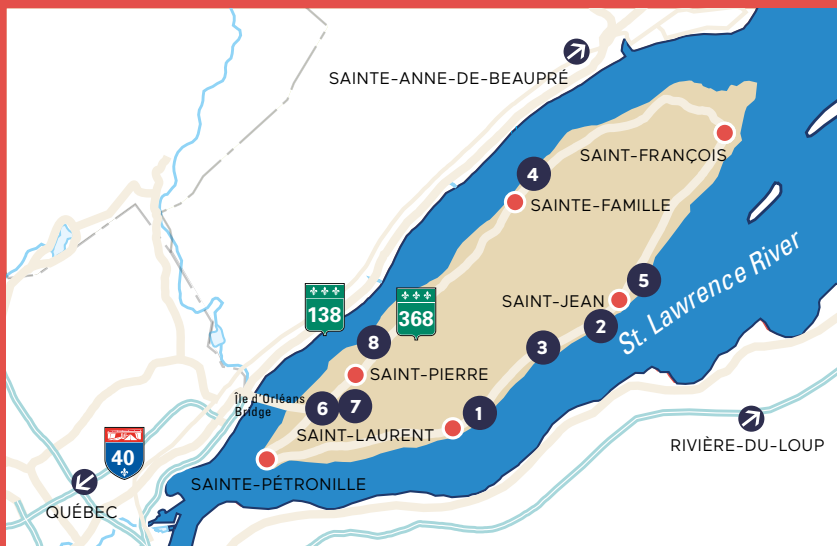 SAINTE-ANNE-DE-BEAUPRÉ
SAINT-FRANÇOIS
4
SAINTE-FAMILLE
5
SAINT-JEAN
138
368
2
St. Lawrence River
8
3
SAINT-PIERRE
Île d'Orléans
Bridge
6
7
1
SAINT-LAURENT
40
RIVIÈRE-DU-LOUP
SAINTE-PÉTRONILLE
QUÉBEC